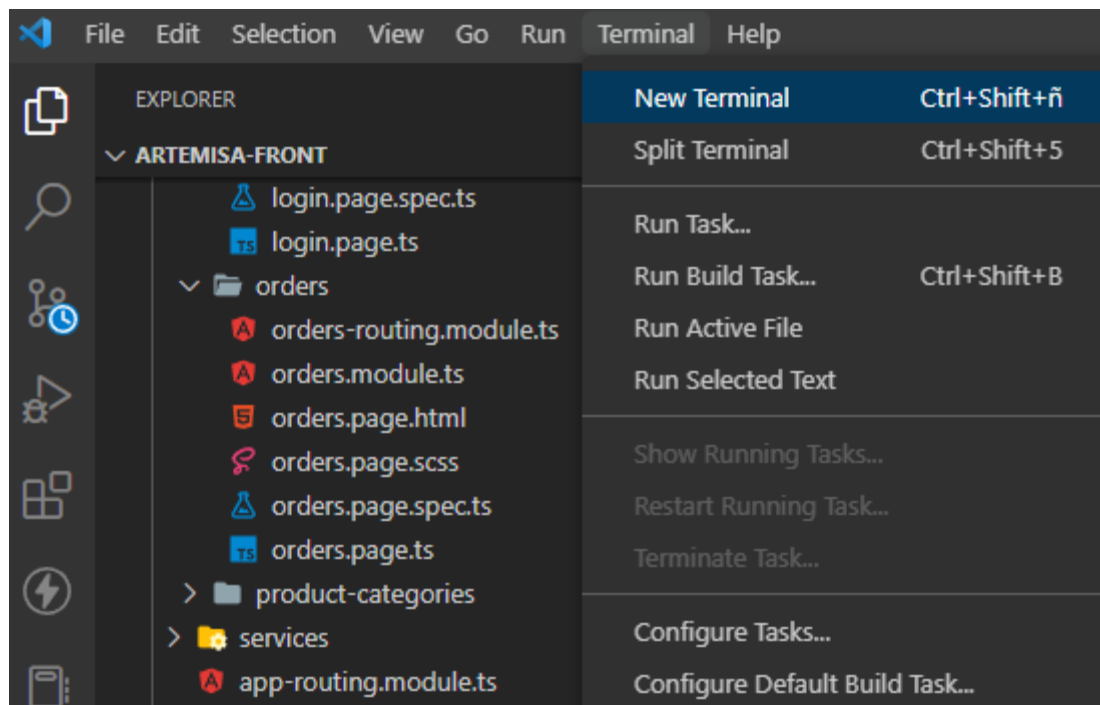 File Edit Selection View Go Run Terminal Help
EXPLORER
ARTEMISA-FRONT
login.page.spec.ts
TS login.page.ts
orders
orders-routing.module.ts
orders.module.ts
orders.page.html
orders.page.scss
orders.page.spec.ts
TS orders.page.ts
product-categories
services
app-routing.module.ts
New Terminal Ctrl+Shift+ñ
Split Terminal Ctrl+Shift+5
Run Task...
Run Build Task... Ctrl+Shift+B
Run Active File
Run Selected Text
Show Running Tasks...
Restart Running Task...
Terminate Task...
Configure Tasks...
Configure Default Build Task...